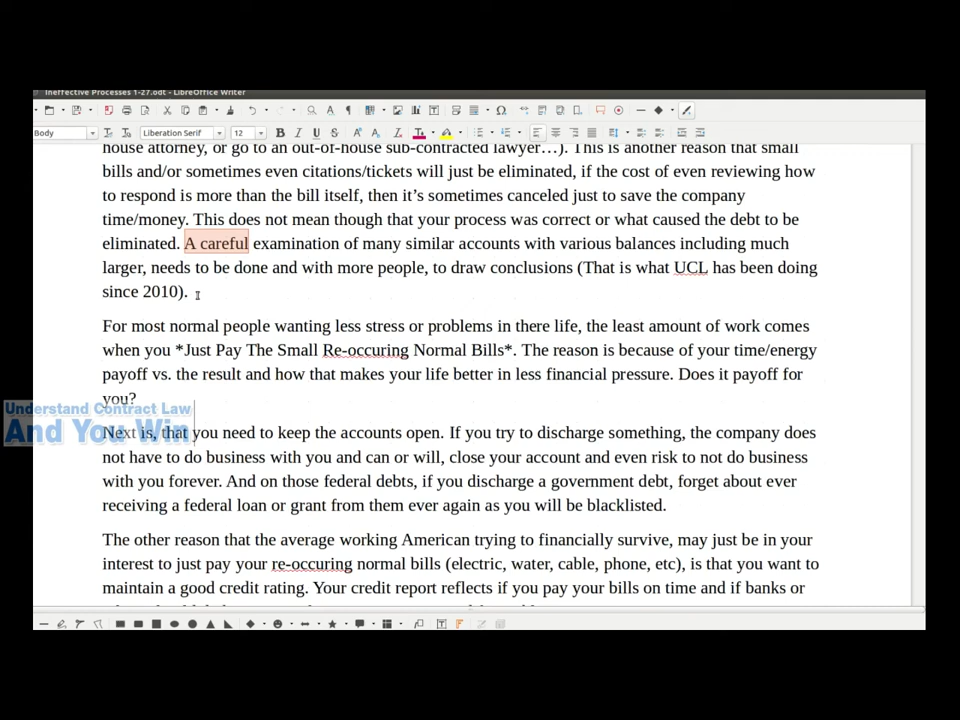 Ineffective Processes 1-27.odt - LibreOffice Writer
Body Liberation Serif 12
house attorney, or go to an out-of-house sub-contracted lawyer…). This is another reason that small
bills and/or sometimes even citations/tickets will just be eliminated, if the cost of even reviewing how
to respond is more than the bill itself, then it's sometimes canceled just to save the company
time/money. This does not mean though that your process was correct or what caused the debt to be
eliminated. A careful examination of many similar accounts with various balances including much
larger, needs to be done and with more people, to draw conclusions (That is what UCL has been doing
since 2010).
For most normal people wanting less stress or problems in there life, the least amount of work comes
when you *Just Pay The Small Re-occuring Normal Bills*. The reason is because of your time/energy
payoff vs. the result and how that makes your life better in less financial pressure. Does it payoff for
you?
Understand Contract Law
And You Win
Next is, that you need to keep the accounts open. If you try to discharge something, the company does
not have to do business with you and can or will, close your account and even risk to not do business
with you forever. And on those federal debts, if you discharge a government debt, forget about ever
receiving a federal loan or grant from them ever again as you will be blacklisted.
The other reason that the average working American trying to financially survive, may just be in your
interest to just pay your re-occuring normal bills (electric, water, cable, phone, etc), is that you want to
maintain a good credit rating. Your credit report reflects if you pay your bills on time and if banks or